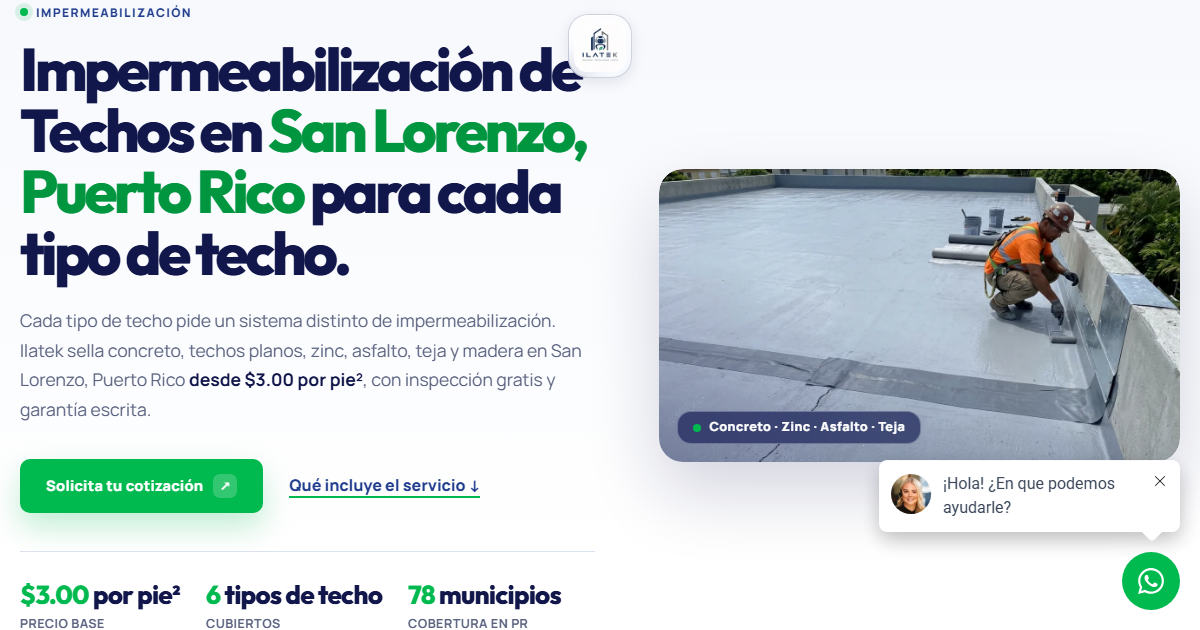 IMPERMEABILIZACIÓN
ILATEK
Impermeabilización de
Techos en San Lorenzo,
Puerto Rico para cada
tipo de techo.
Cada tipo de techo pide un sistema distinto de impermeabilización.
Ilatek sella concreto, techos planos, zinc, asfalto, teja y madera en San
Lorenzo, Puerto Rico desde $3.00 por pie², con inspección gratis y
garantía escrita.
Solicita tu cotización ↗
Qué incluye el servicio ↓
Concreto · Zinc · Asfalto · Teja
¡Hola! ¿En que podemos
ayudarle?
$3.00 por pie²
PRECIO BASE
6 tipos de techo
CUBIERTOS
78 municipios
COBERTURA EN PR